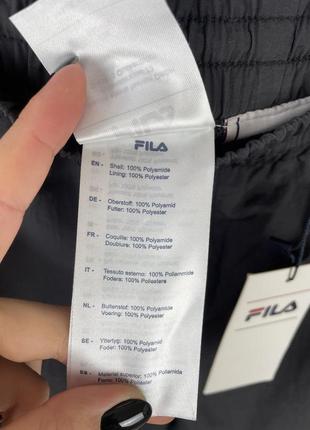 FILA
EN - Shell: 100% Polyamide
Lining: 100% Polyester
DE - Oberstoff: 100% Polyamid
Futter: 100% Polyester
FR - Coquille: 100% Polyamide
Doublure: 100% Polyester
IT - Tessuto esterno: 100% Poliammide
Fodera: 100% Poliestere
NL - Buitenstof: 100% Polyamide
Voering: 100% Polyester
SE - Yttertyg: 100% Polyamid
Foder: 100% Polyester
Material superior: 100% Poliamida
Forro: 100% Poliéster
FILA